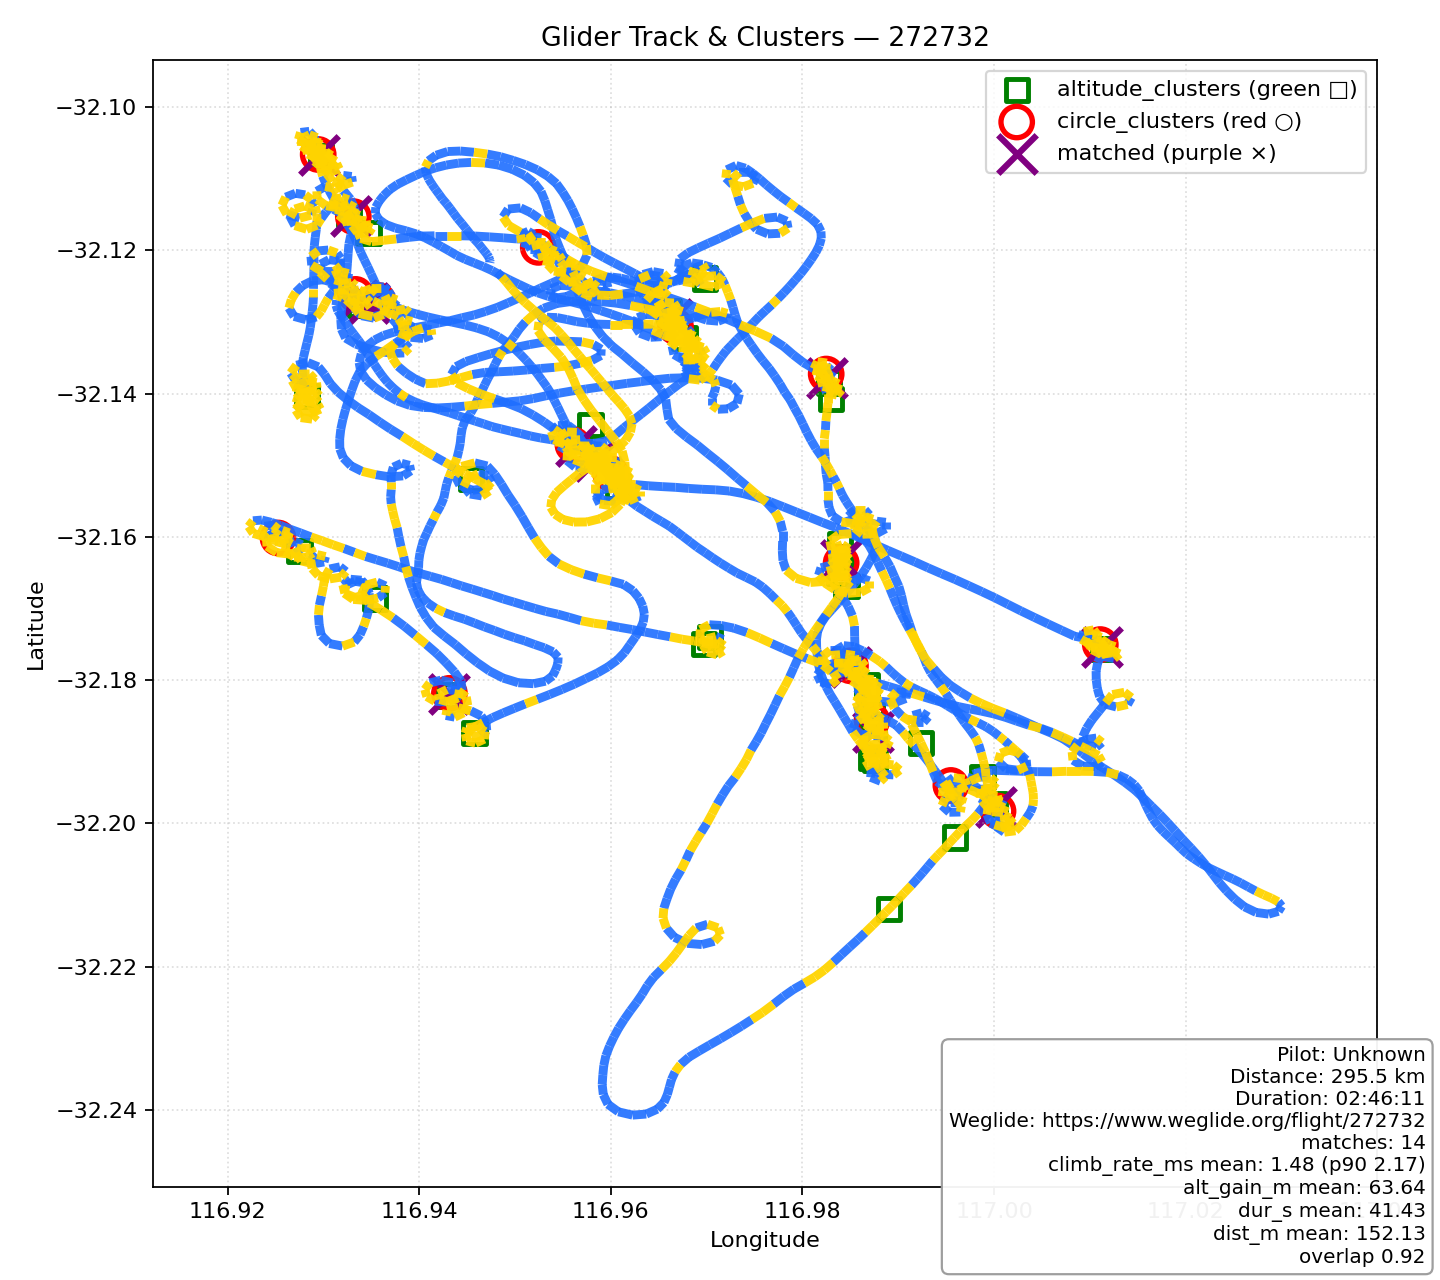 Glider Track & Clusters — 272732
altitude_clusters (green □)
circle_clusters (red ○)
matched (purple ×)
−32.10
−32.12
−32.14
−32.16
−32.18
−32.20
−32.22
−32.24
Latitude
116.92
116.94
116.96
116.98
117.00
117.02
Longitude
Pilot: Unknown
Distance: 295.5 km
Duration: 02:46:11
Weglide: https://www.weglide.org/flight/272732
matches: 14
climb_rate_ms mean: 1.48 (p90 2.17)
alt_gain_m mean: 63.64
dur_s mean: 41.43
dist_m mean: 152.13
overlap 0.92